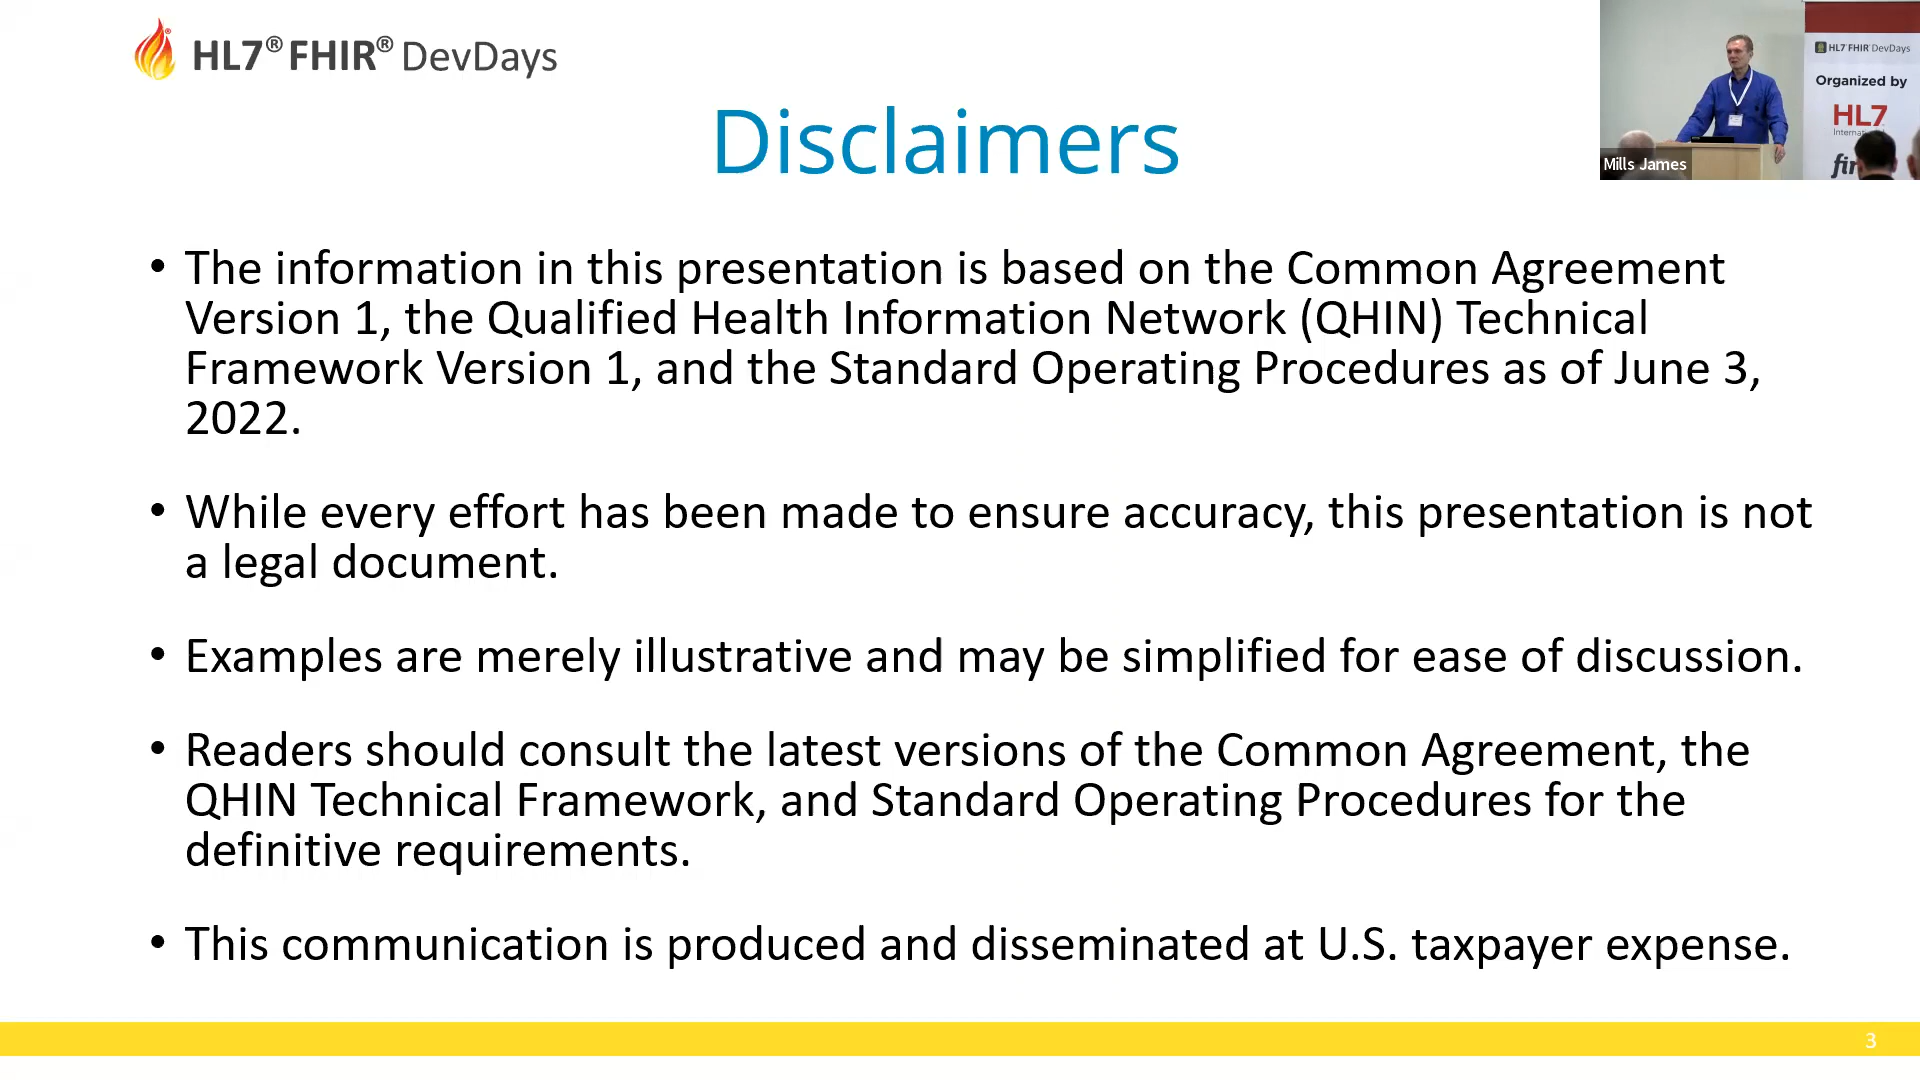 HL7® FHIR® DevDays
Disclaimers
• The information in this presentation is based on the Common Agreement
Version 1, the Qualified Health Information Network (QHIN) Technical
Framework Version 1, and the Standard Operating Procedures as of June 3,
2022.
• While every effort has been made to ensure accuracy, this presentation is not
a legal document.
• Examples are merely illustrative and may be simplified for ease of discussion.
• Readers should consult the latest versions of the Common Agreement, the
QHIN Technical Framework, and Standard Operating Procedures for the
definitive requirements.
• This communication is produced and disseminated at U.S. taxpayer expense.
3
HL7 FHIR DevDays
Organized by
HL7
Mills James